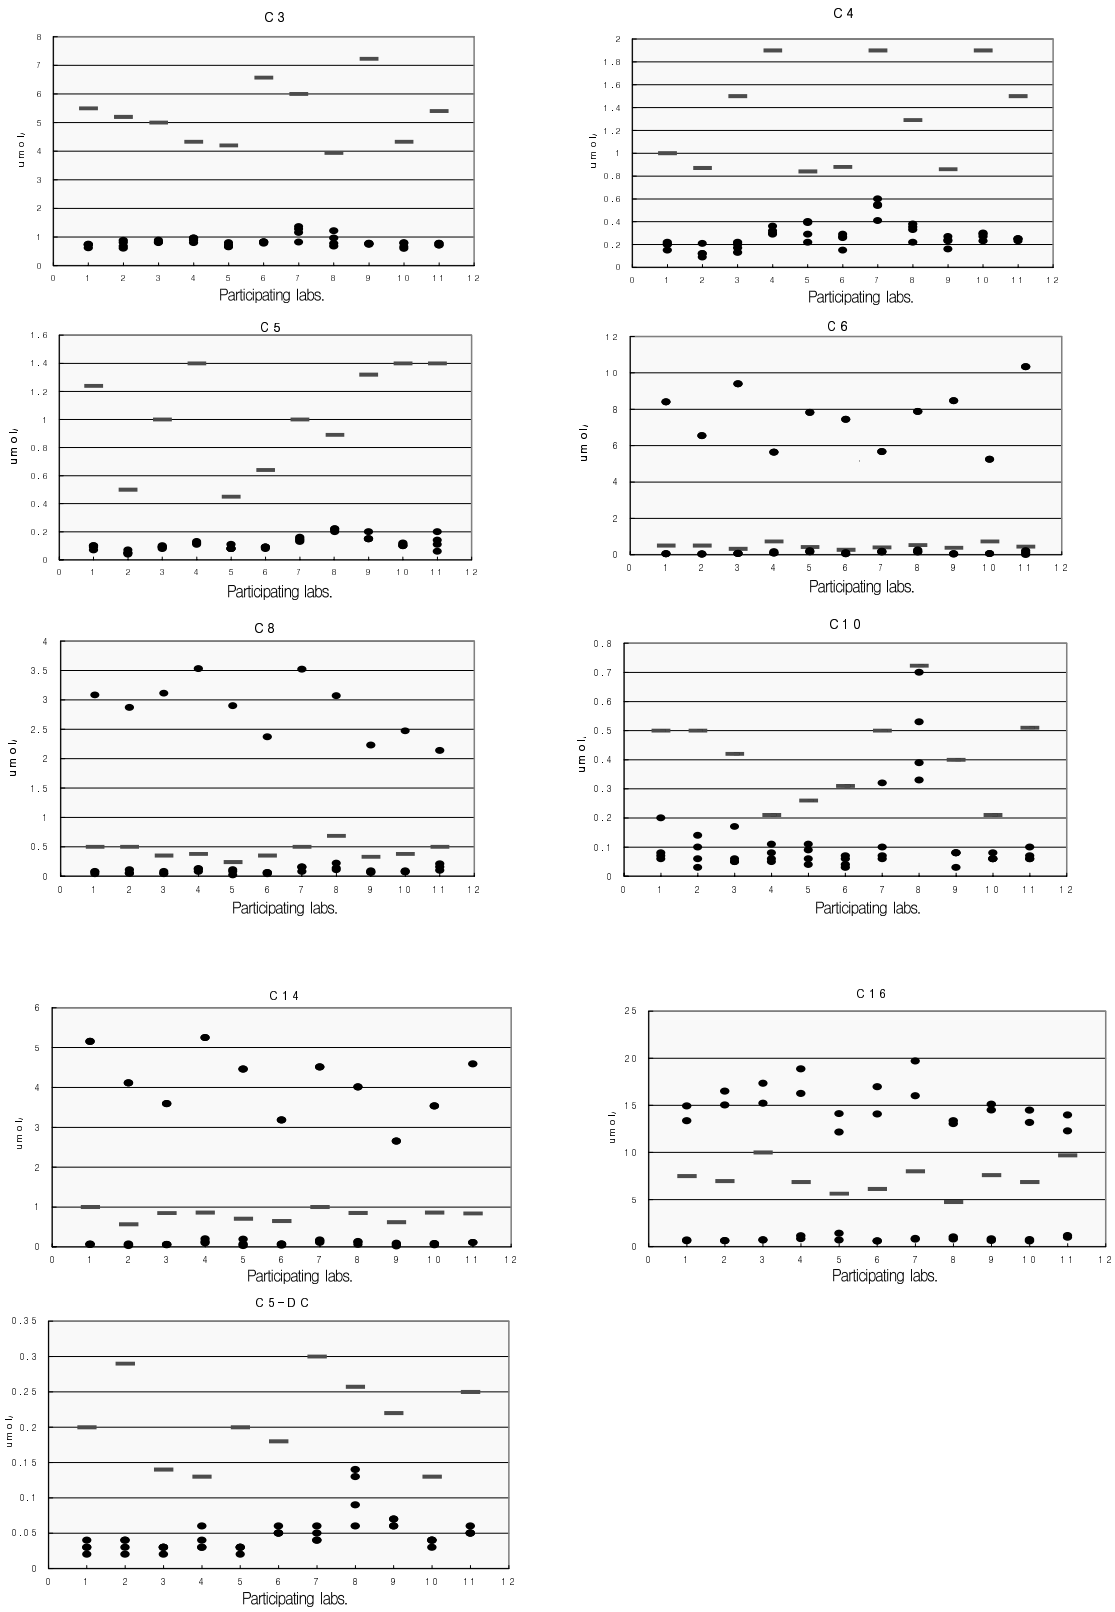 C3
C4
8
7
6
5
4
3
2
1
0
umol,
0 1 2 3 4 5 6 7 8 9 10 11 12
Participating labs.
2
1.8
1.6
1.4
1.2
1
0.8
0.6
0.4
0.2
0
umol,
0 1 2 3 4 5 6 7 8 9 10 11 12
Participating labs.
C5
C6
1.6
1.4
1.2
1
0.8
0.6
0.4
0.2
0
umol,
0 1 2 3 4 5 6 7 8 9 10 11 12
Participating labs.
12
10
8
6
4
2
0
umol,
0 1 2 3 4 5 6 7 8 9 10 11 12
Participating labs.
C8
C10
4
3.5
3
2.5
2
1.5
1
0.5
0
umol,
0 1 2 3 4 5 6 7 8 9 10 11 12
Participating labs.
0.8
0.7
0.6
0.5
0.4
0.3
0.2
0.1
0
umol,
0 1 2 3 4 5 6 7 8 9 10 11 12
Participating labs.
C14
C16
6
5
4
3
2
1
0
umol,
0 1 2 3 4 5 6 7 8 9 10 11 12
Participating labs.
25
20
15
10
5
0
umol,
0 1 2 3 4 5 6 7 8 9 10 11 12
Participating labs.
C5-DC
0.35
0.3
0.25
0.2
0.15
0.1
0.05
0
umol,
0 1 2 3 4 5 6 7 8 9 10 11 12
Participating labs.